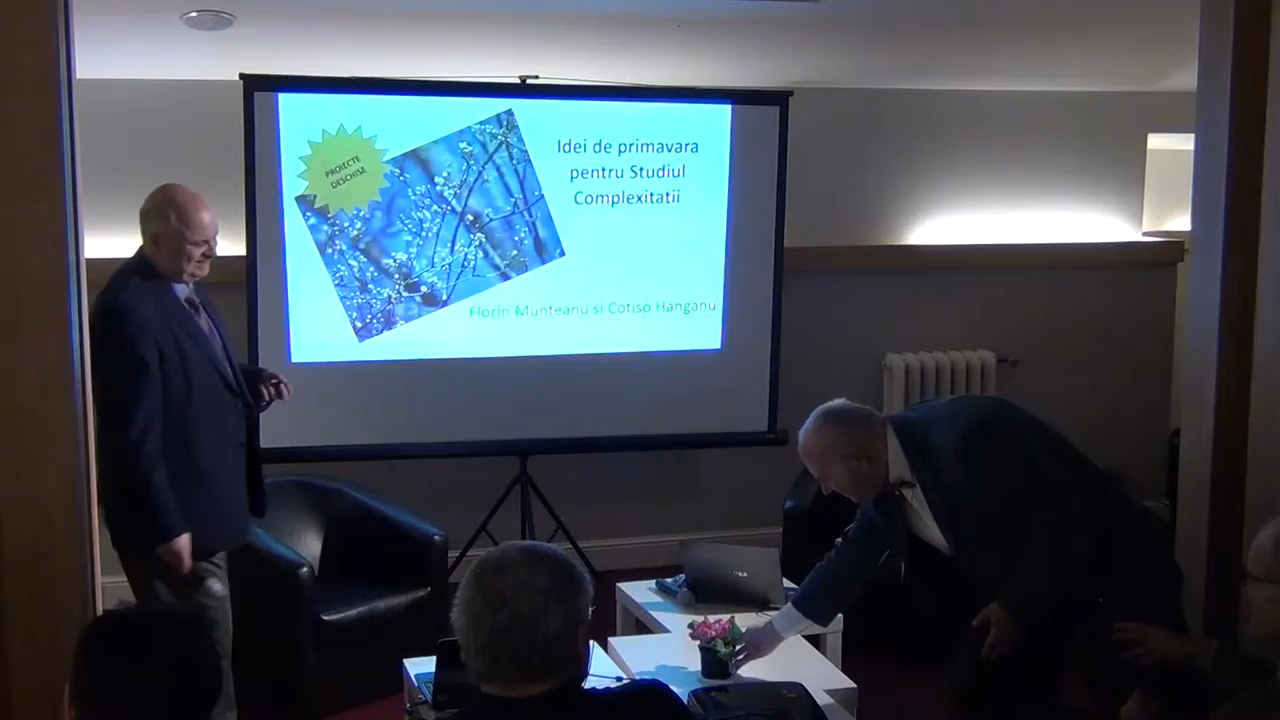 PROIECTE
DESCHISE
Idei de primavara
pentru Studiul
Complexitatii
Florin Munteanu si Cotiso Hanganu